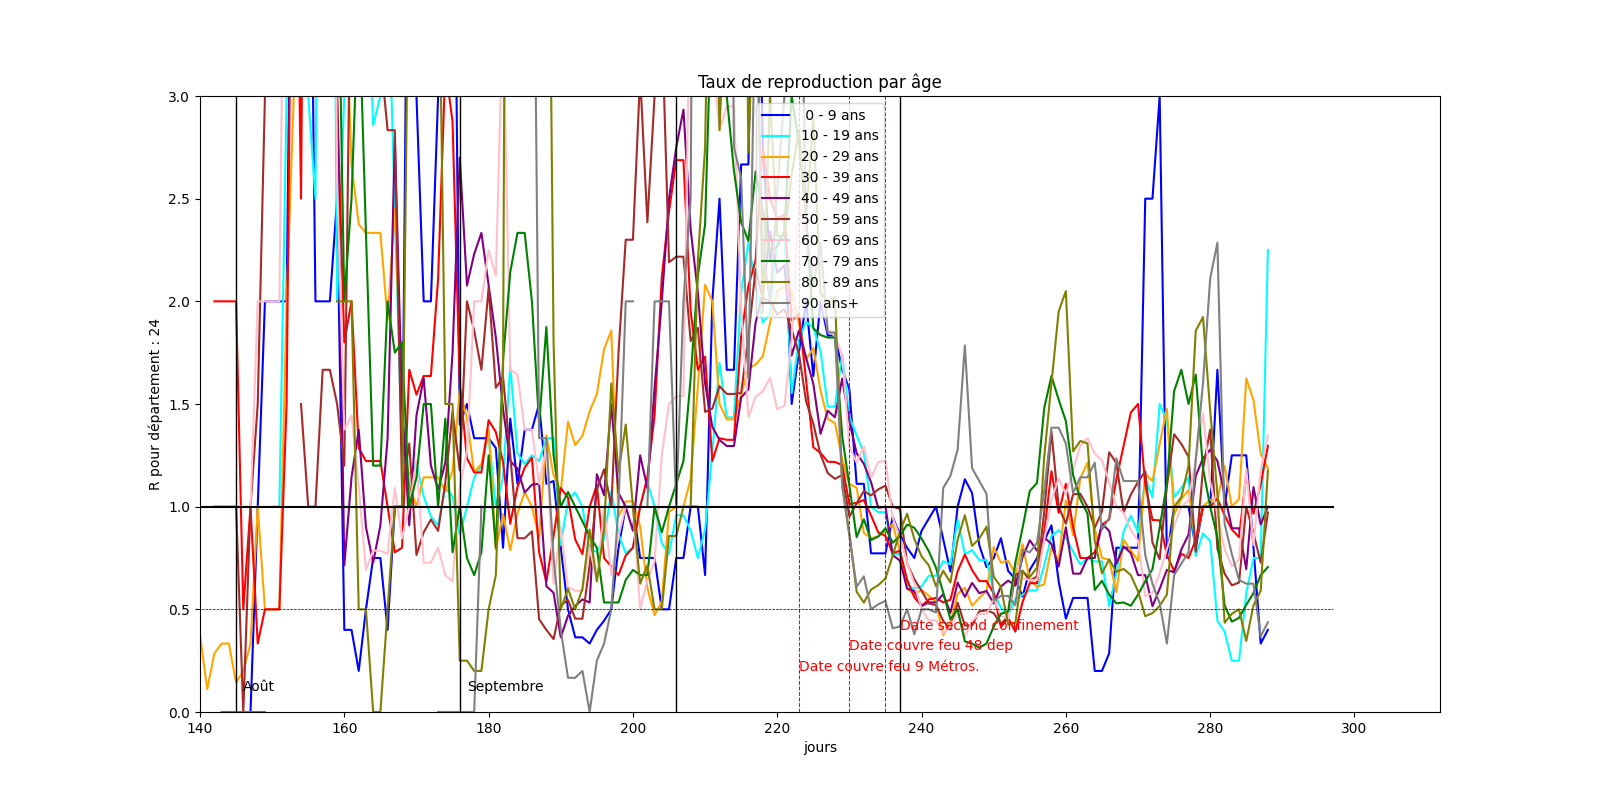 Taux de reproduction par âge
3.0
2.5
2.0
1.5
1.0
0.5
0.0
R pour département : 24
0 - 9 ans
10 - 19 ans
20 - 29 ans
30 - 39 ans
40 - 49 ans
50 - 59 ans
60 - 69 ans
70 - 79 ans
80 - 89 ans
90 ans+
Date second confinement
Date couvre feu 48 dep
Date couvre feu 9 Métros.
Août
Septembre
140
160
180
200
220
240
260
280
300
jours